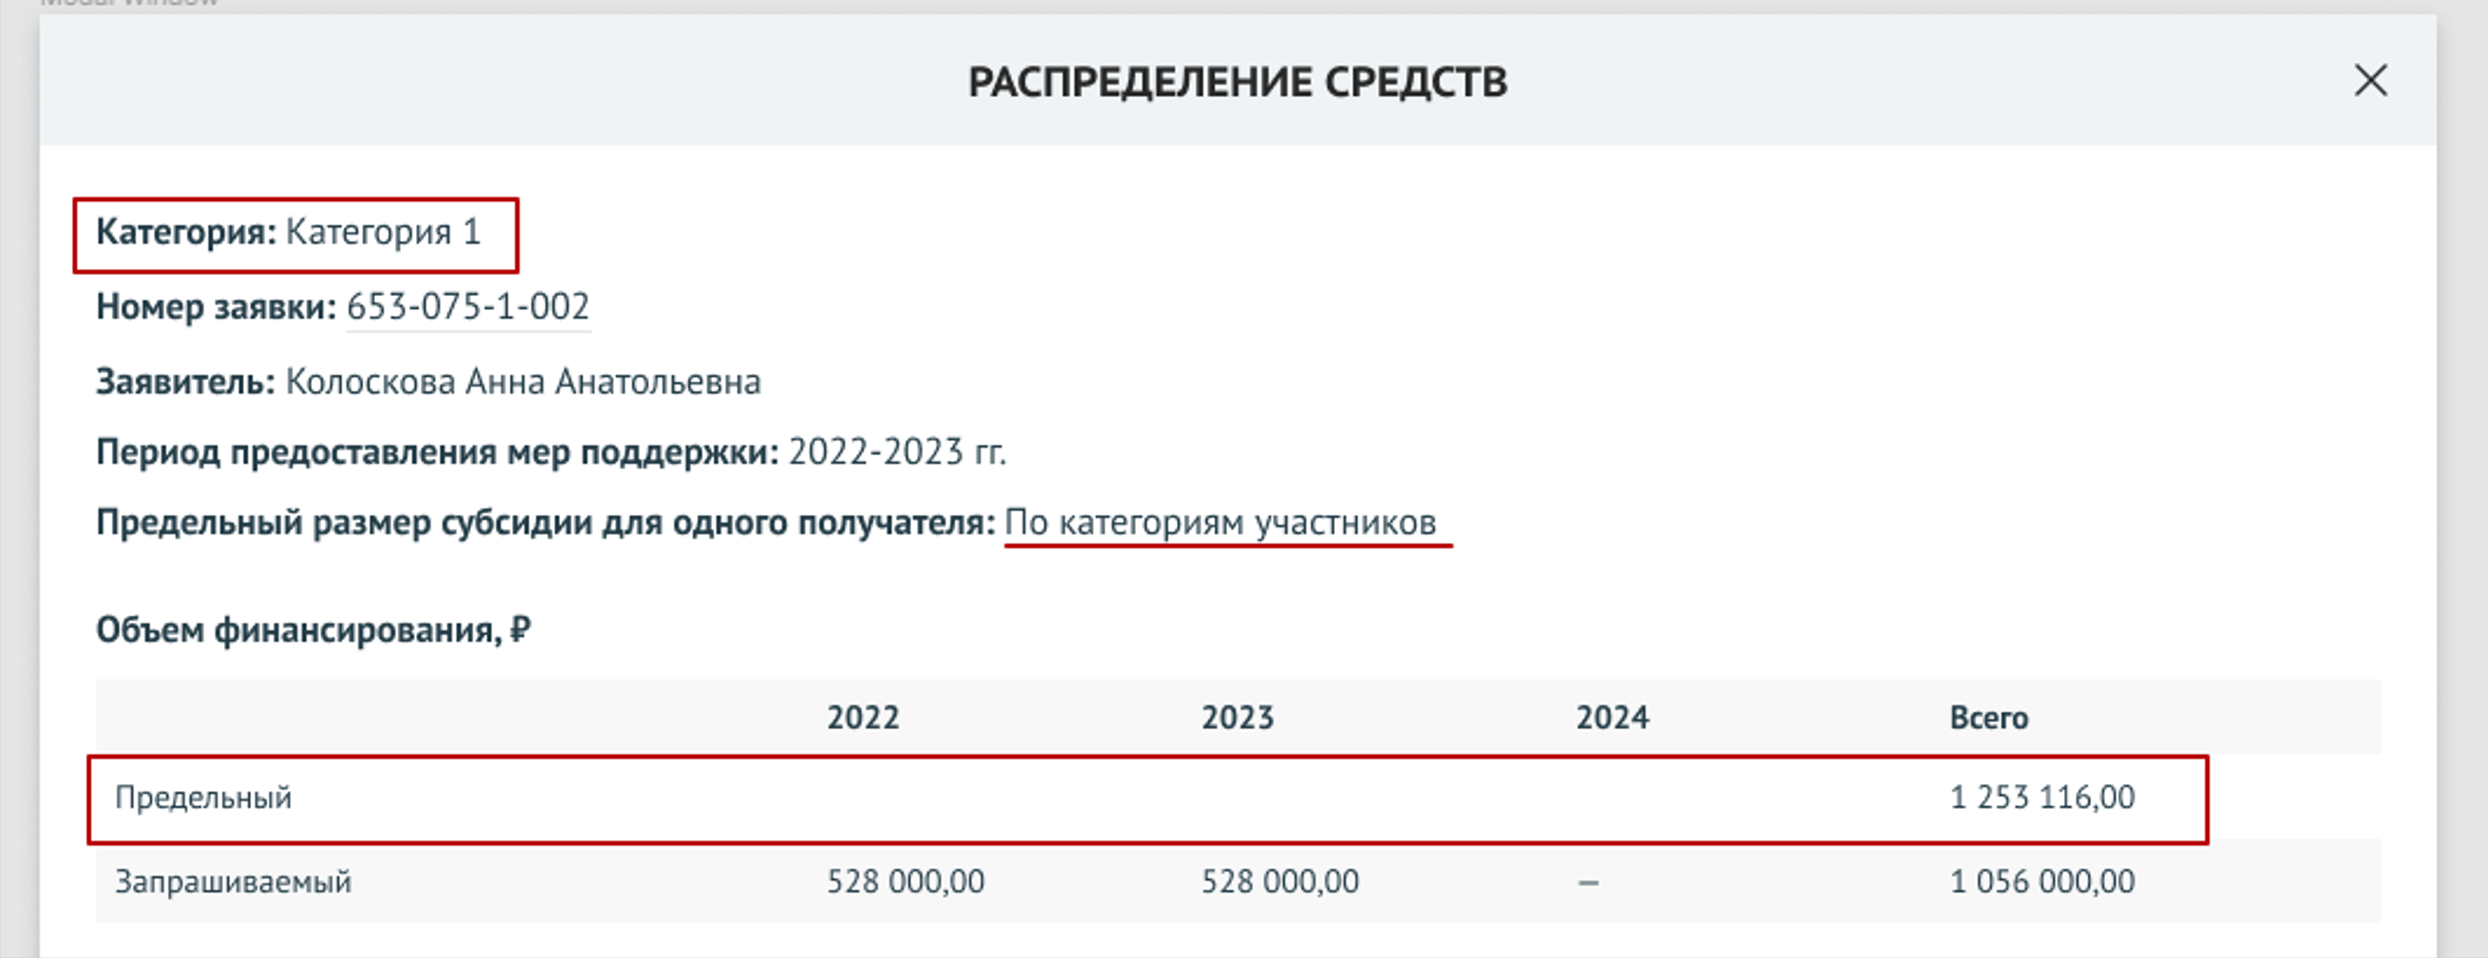 РАСПРЕДЕЛЕНИЕ СРЕДСТВ
Категория: Категория 1
Номер заявки: 653-075-1-002
Заявитель: Колоскова Анна Анатольевна
Период предоставления мер поддержки: 2022-2023 гг.
Предельный размер субсидии для одного получателя: По категориям участников
Объем финансирования, ₽
2022 2023 2024 Всего
Предельный 1 253 116,00
Запрашиваемый 528 000,00 528 000,00 — 1 056 000,00